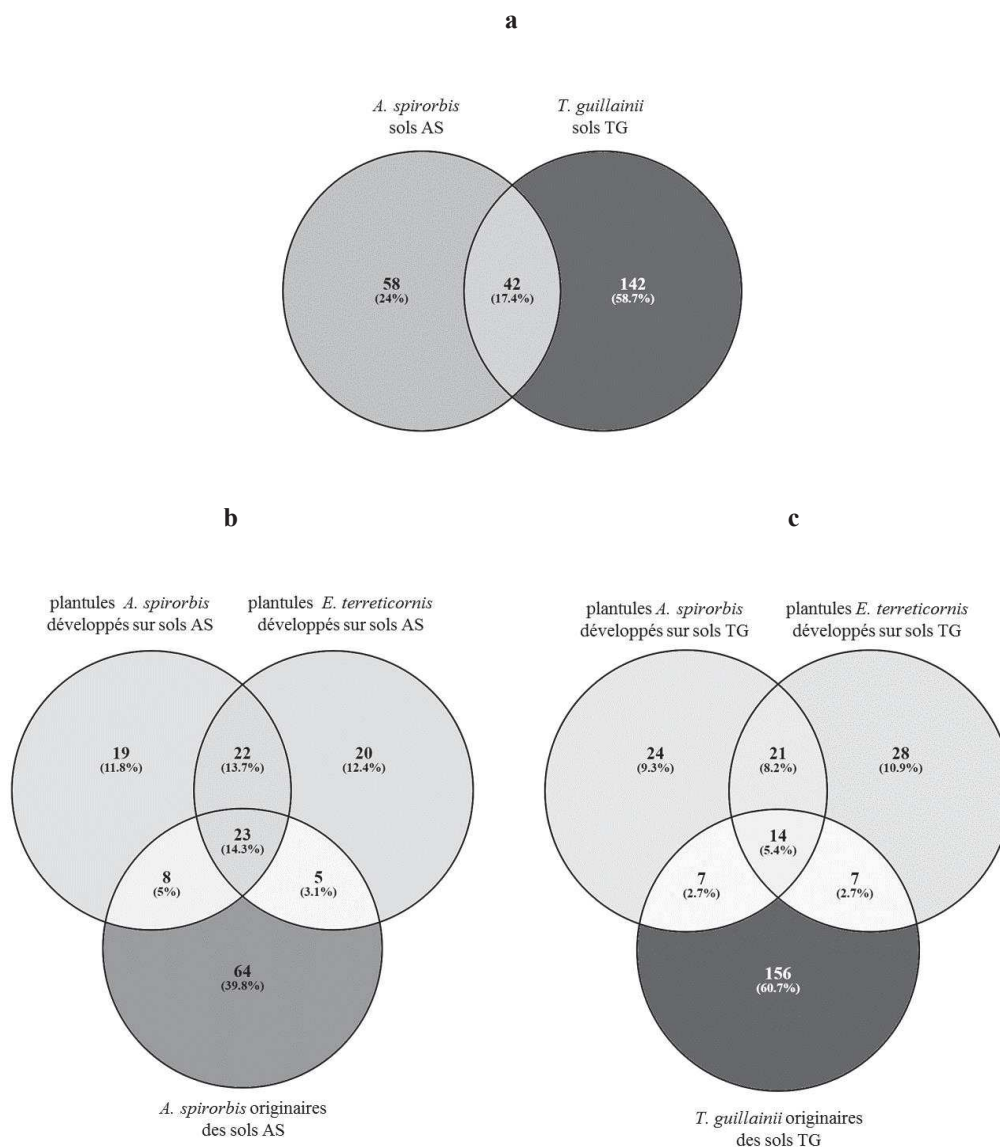 a
A. spirorbis
sols AS
T. guillainii
sols TG
58
(24%)
42
(17.4%)
142
(58.7%)
b
plantules A. spirorbis
développés sur sols AS
plantules E. terreticornis
développés sur sols AS
19
(11.8%)
22
(13.7%)
20
(12.4%)
23
(14.3%)
8
(5%)
5
(3.1%)
64
(39.8%)
A. spirorbis originaires
des sols AS
c
plantules A. spirorbis
développés sur sols TG
plantules E. terreticornis
développés sur sols TG
24
(9.3%)
21
(8.2%)
28
(10.9%)
14
(5.4%)
7
(2.7%)
7
(2.7%)
156
(60.7%)
T. guillainii originaires
des sols TG